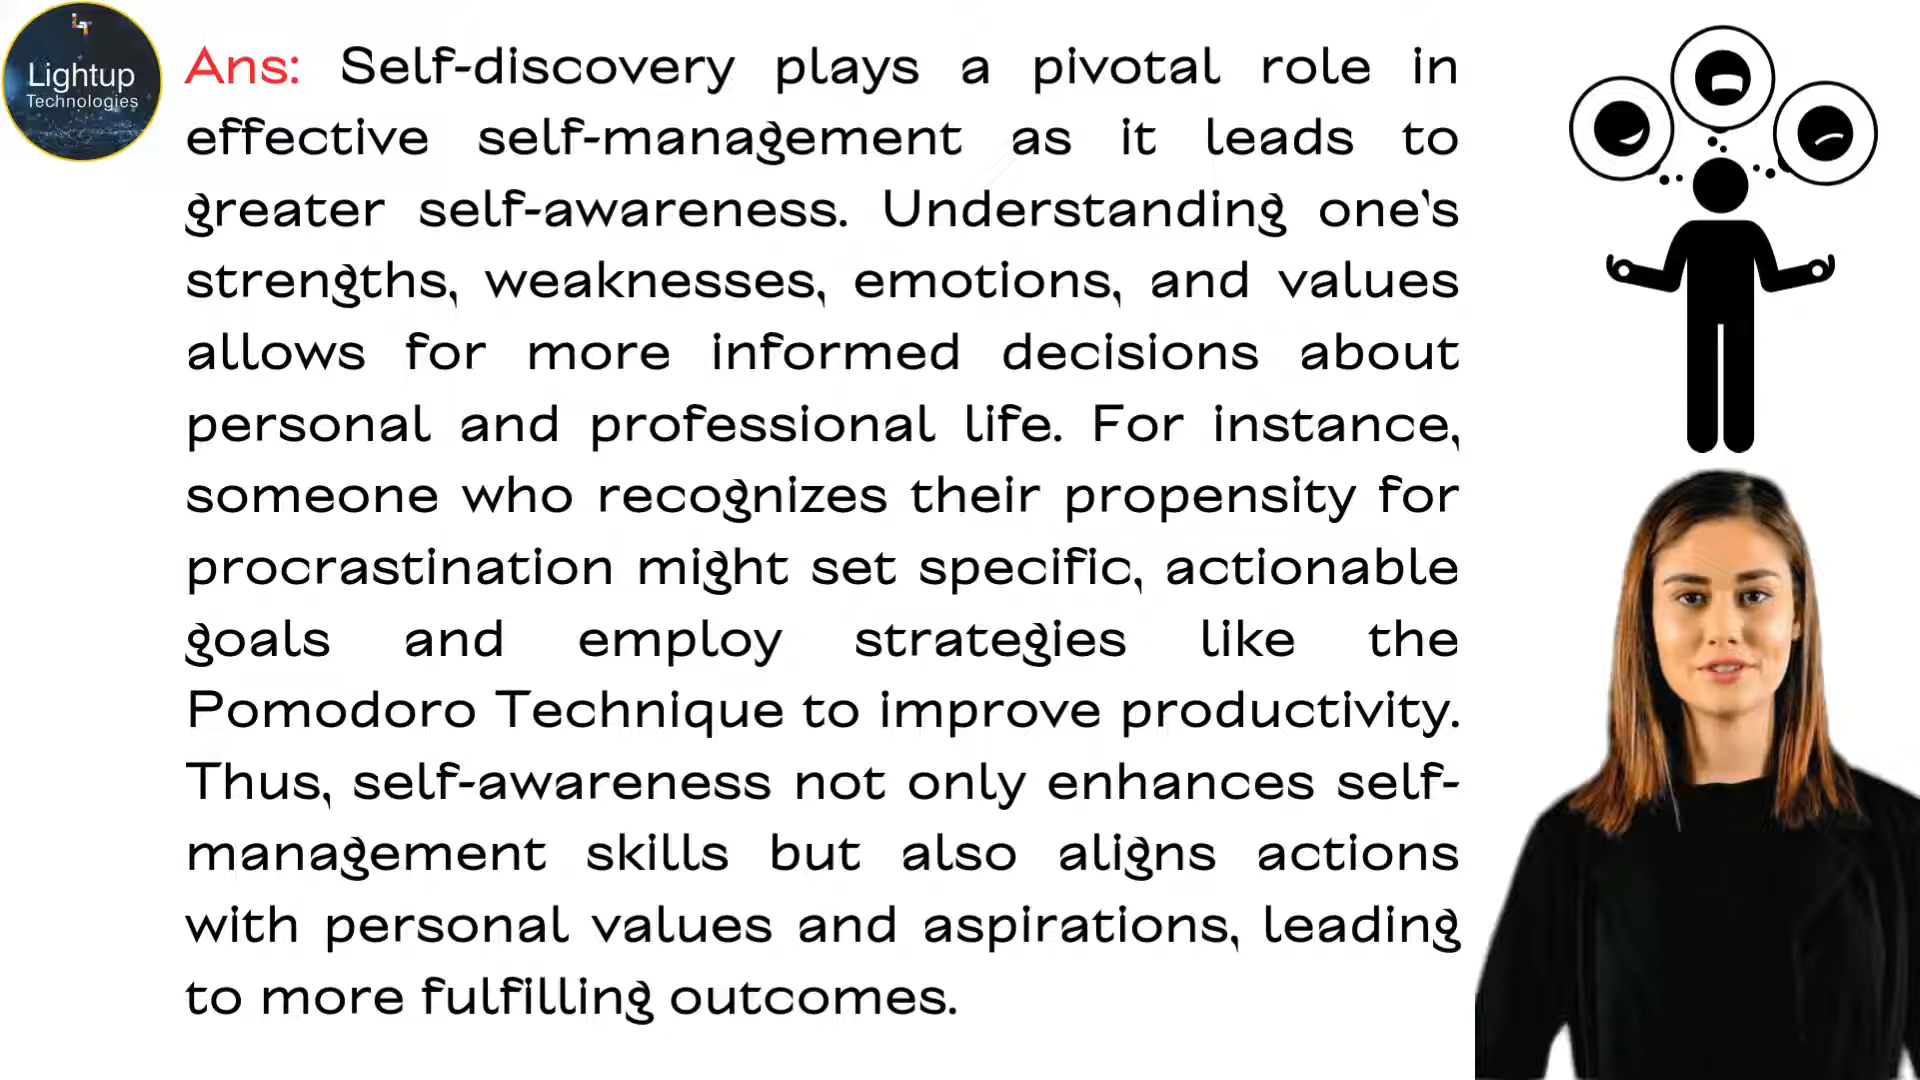 Lightup
Technologies
Ans: Self-discovery plays a pivotal role in
effective self-management as it leads to
greater self-awareness. Understanding one's
strengths, weaknesses, emotions, and values
allows for more informed decisions about
personal and professional life. For instance,
someone who recognizes their propensity for
procrastination might set specific, actionable
goals and employ strategies like the
Pomodoro Technique to improve productivity.
Thus, self-awareness not only enhances self-
management skills but also aligns actions
with personal values and aspirations, leading
to more fulfilling outcomes.